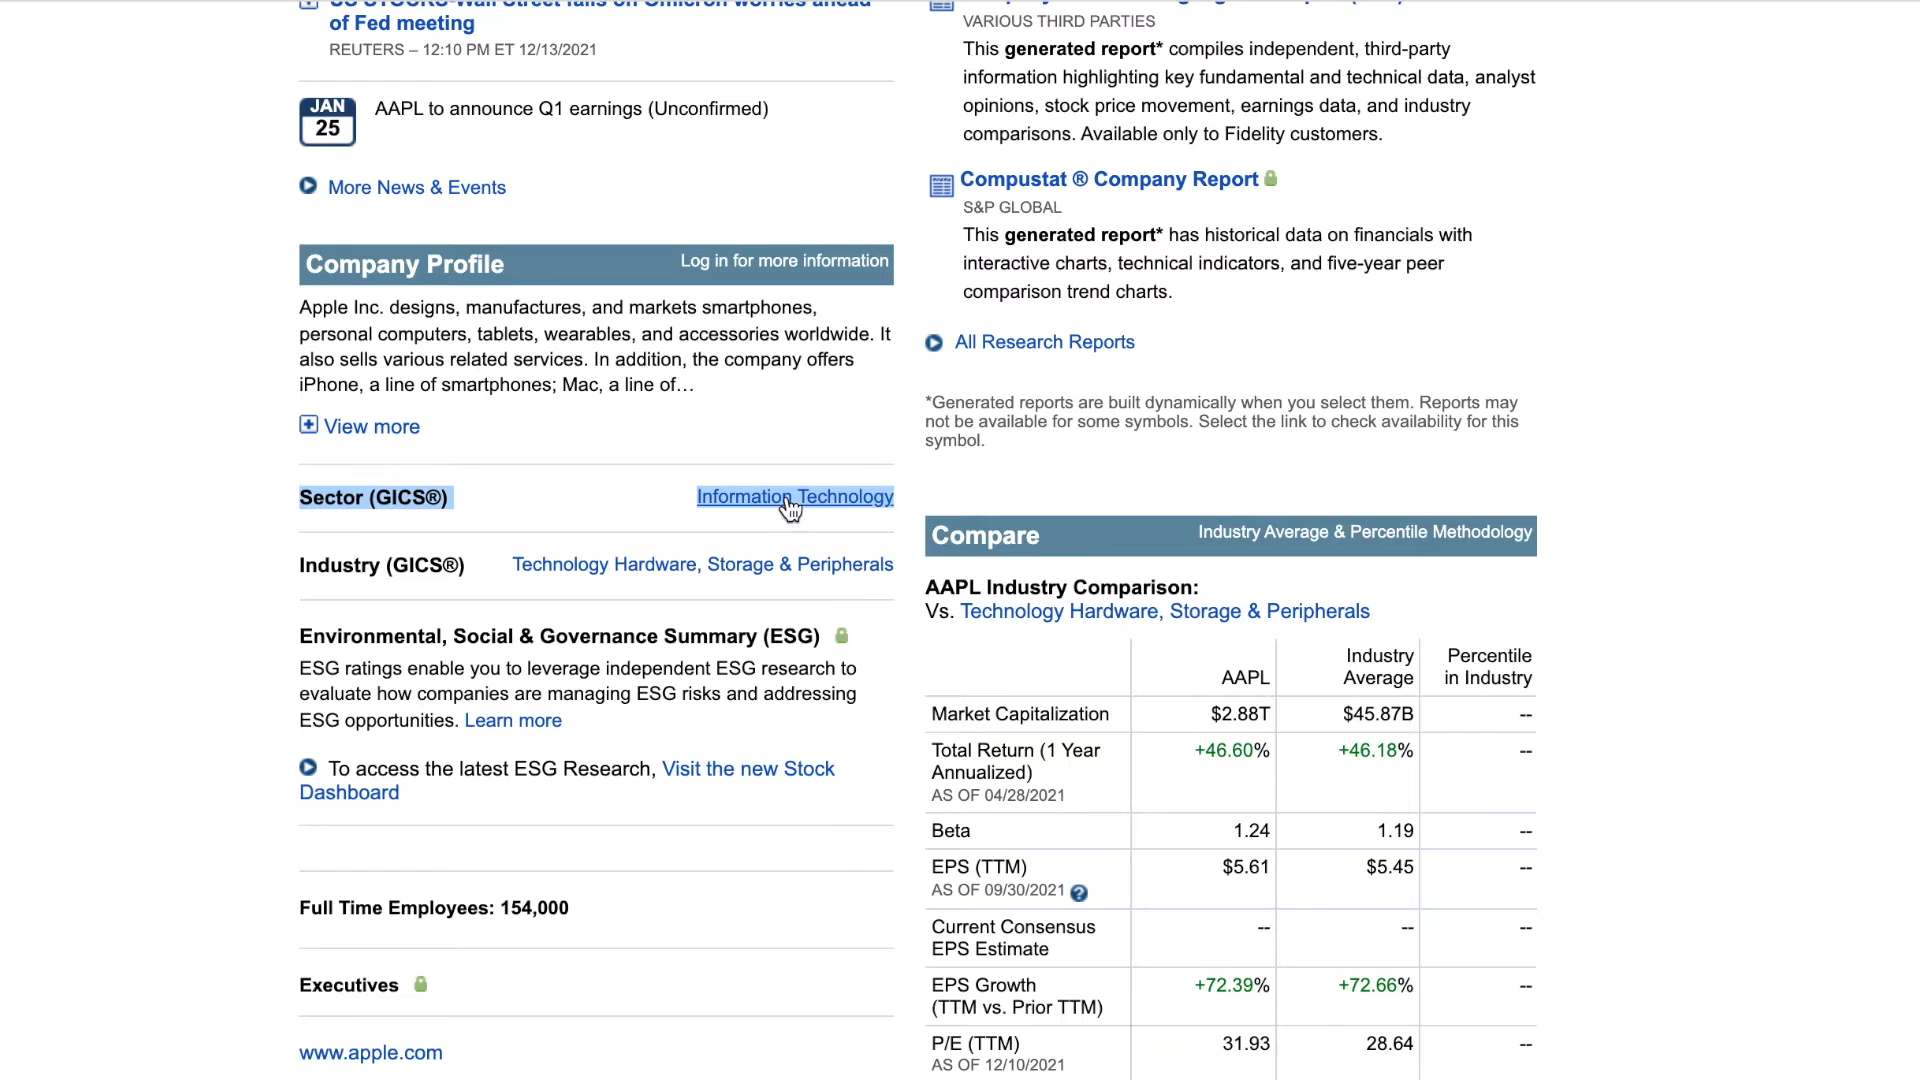 US STOCKS-Wall Street falls on Omicron worries ahead
of Fed meeting
REUTERS – 12:10 PM ET 12/13/2021
JAN
25
AAPL to announce Q1 earnings (Unconfirmed)
More News & Events
Company Profile
Log in for more information
Apple Inc. designs, manufactures, and markets smartphones,
personal computers, tablets, wearables, and accessories worldwide. It
also sells various related services. In addition, the company offers
iPhone, a line of smartphones; Mac, a line of…
View more
Sector (GICS®) Information Technology
Industry (GICS®) Technology Hardware, Storage & Peripherals
Environmental, Social & Governance Summary (ESG)
ESG ratings enable you to leverage independent ESG research to
evaluate how companies are managing ESG risks and addressing
ESG opportunities. Learn more
To access the latest ESG Research, Visit the new Stock
Dashboard
Full Time Employees: 154,000
Executives
www.apple.com
VARIOUS THIRD PARTIES
This generated report* compiles independent, third-party
information highlighting key fundamental and technical data, analyst
opinions, stock price movement, earnings data, and industry
comparisons. Available only to Fidelity customers.
Compustat ® Company Report
S&P GLOBAL
This generated report* has historical data on financials with
interactive charts, technical indicators, and five-year peer
comparison trend charts.
All Research Reports
*Generated reports are built dynamically when you select them. Reports may
not be available for some symbols. Select the link to check availability for this
symbol.
Compare
Industry Average & Percentile Methodology
AAPL Industry Comparison:
Vs. Technology Hardware, Storage & Peripherals
Industry Percentile
AAPL Average in Industry
Market Capitalization $2.88T $45.87B --
Total Return (1 Year +46.60% +46.18% --
Annualized)
AS OF 04/28/2021
Beta 1.24 1.19 --
EPS (TTM) $5.61 $5.45 --
AS OF 09/30/2021 ?
Current Consensus -- -- --
EPS Estimate
EPS Growth +72.39% +72.66% --
(TTM vs. Prior TTM)
P/E (TTM) 31.93 28.64 --
AS OF 12/10/2021